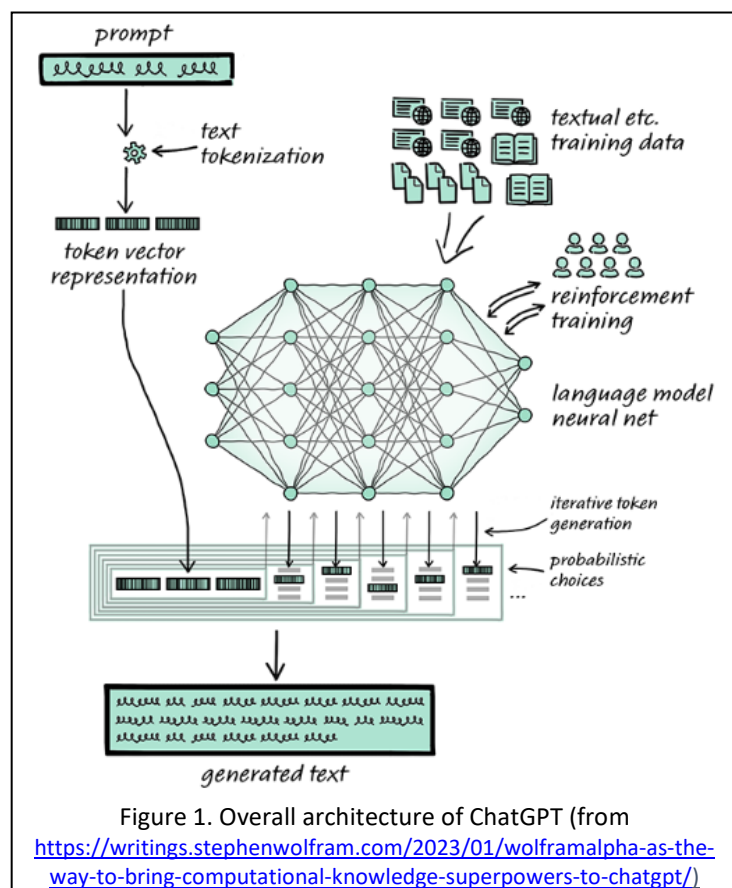 prompt
text
tokenization
token vector
representation
textual etc.
training data
reinforcement
training
language model
neural net
iterative token
generation
probabilistic
choices
...
generated text
Figure 1. Overall architecture of ChatGPT (from
https://writings.stephenwolfram.com/2023/01/wolframalpha-as-the-
way-to-bring-computational-knowledge-superpowers-to-chatgpt/)